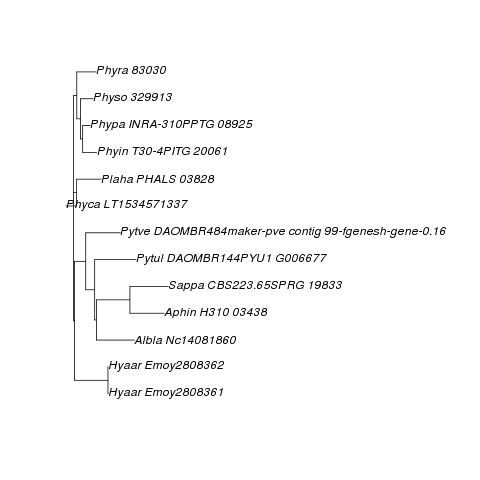 Phyra 83030
Physo 329913
Phypa INRA-310PPTG 08925
Phyin T30-4PITG 20061
Plaha PHALS 03828
Phyca LT1534571337
Pytve DAOMBR484maker-pve contig 99-fgenesh-gene-0.16
Pytul DAOMBR144PYU1 G006677
Sappa CBS223.65SPRG 19833
Aphin H310 03438
Albla Nc14081860
Hyaar Emoy2808362
Hyaar Emoy2808361